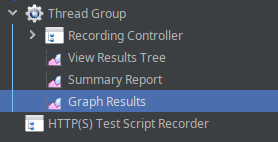 Thread Group
Recording Controller
View Results Tree
Summary Report
Graph Results
HTTP(S) Test Script Recorder